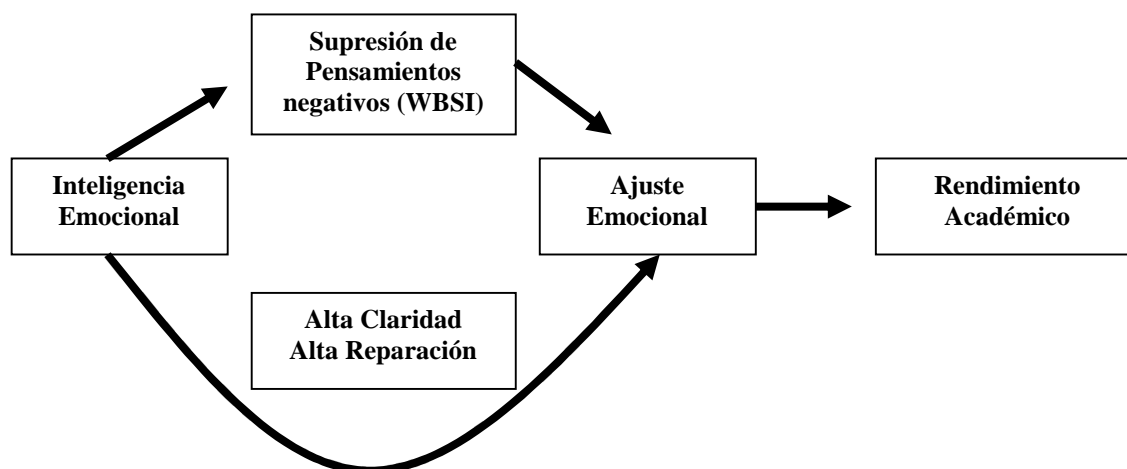 Supresión de
Pensamientos
negativos (WBSI)
Inteligencia
Emocional
Ajuste
Emocional
Rendimiento
Académico
Alta Claridad
Alta Reparación